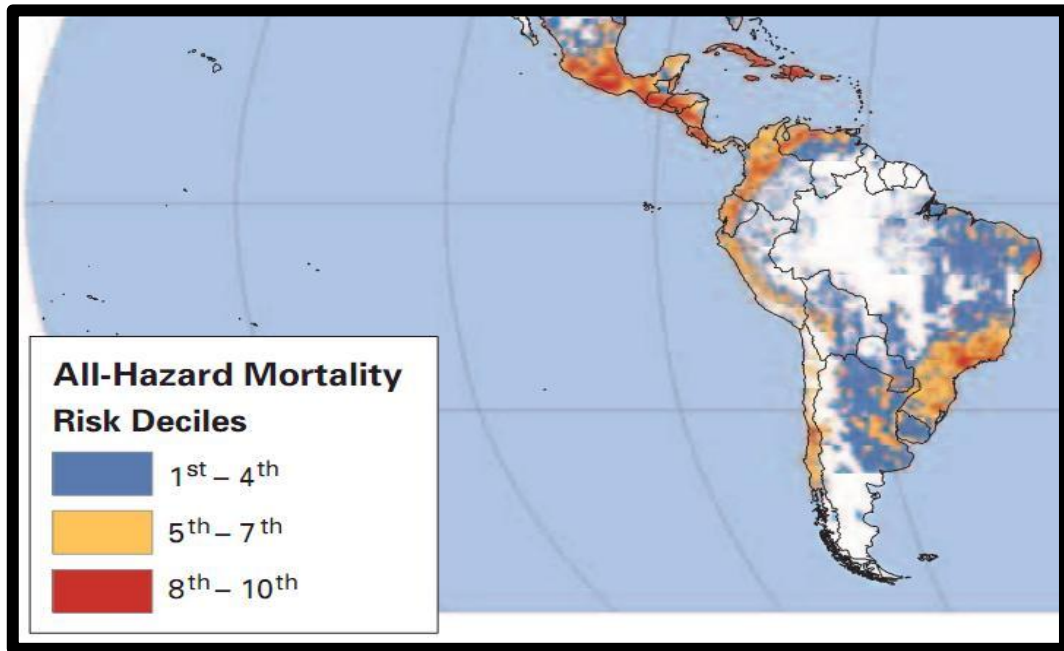 All-Hazard Mortality
Risk Deciles
1st – 4th
5th – 7th
8th – 10th